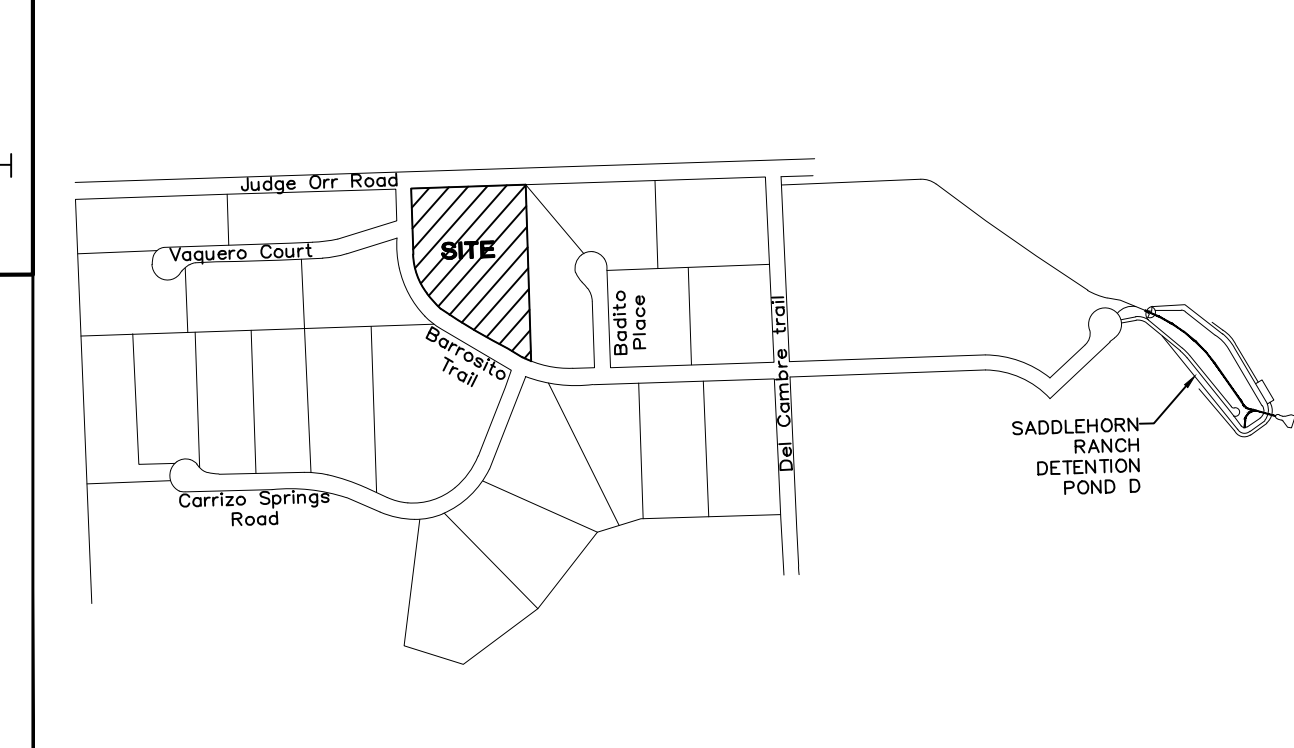 H
Judge Orr Road
Vaquero Court
SITE
Badito
Place
Barrosito
Trail
Del Cambre trail
SADDLEHORN
RANCH
DETENTION
POND D
Carrizo Springs
Road